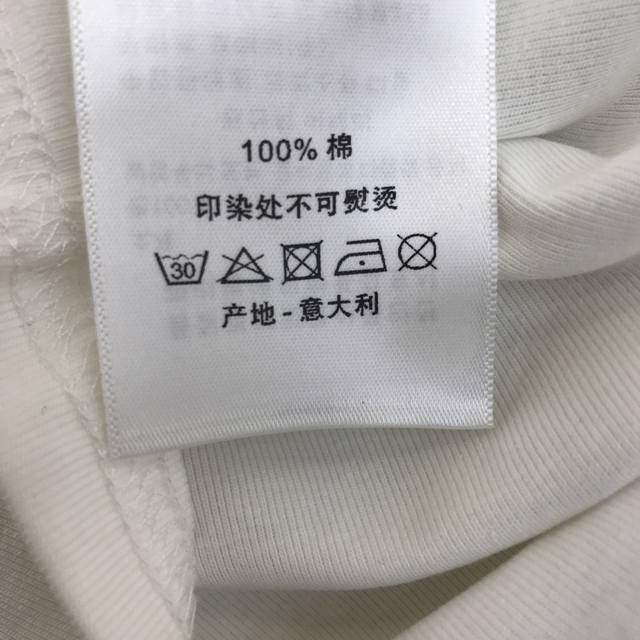 100% 棉
印染处不可熨烫
30
产地 - 意大利